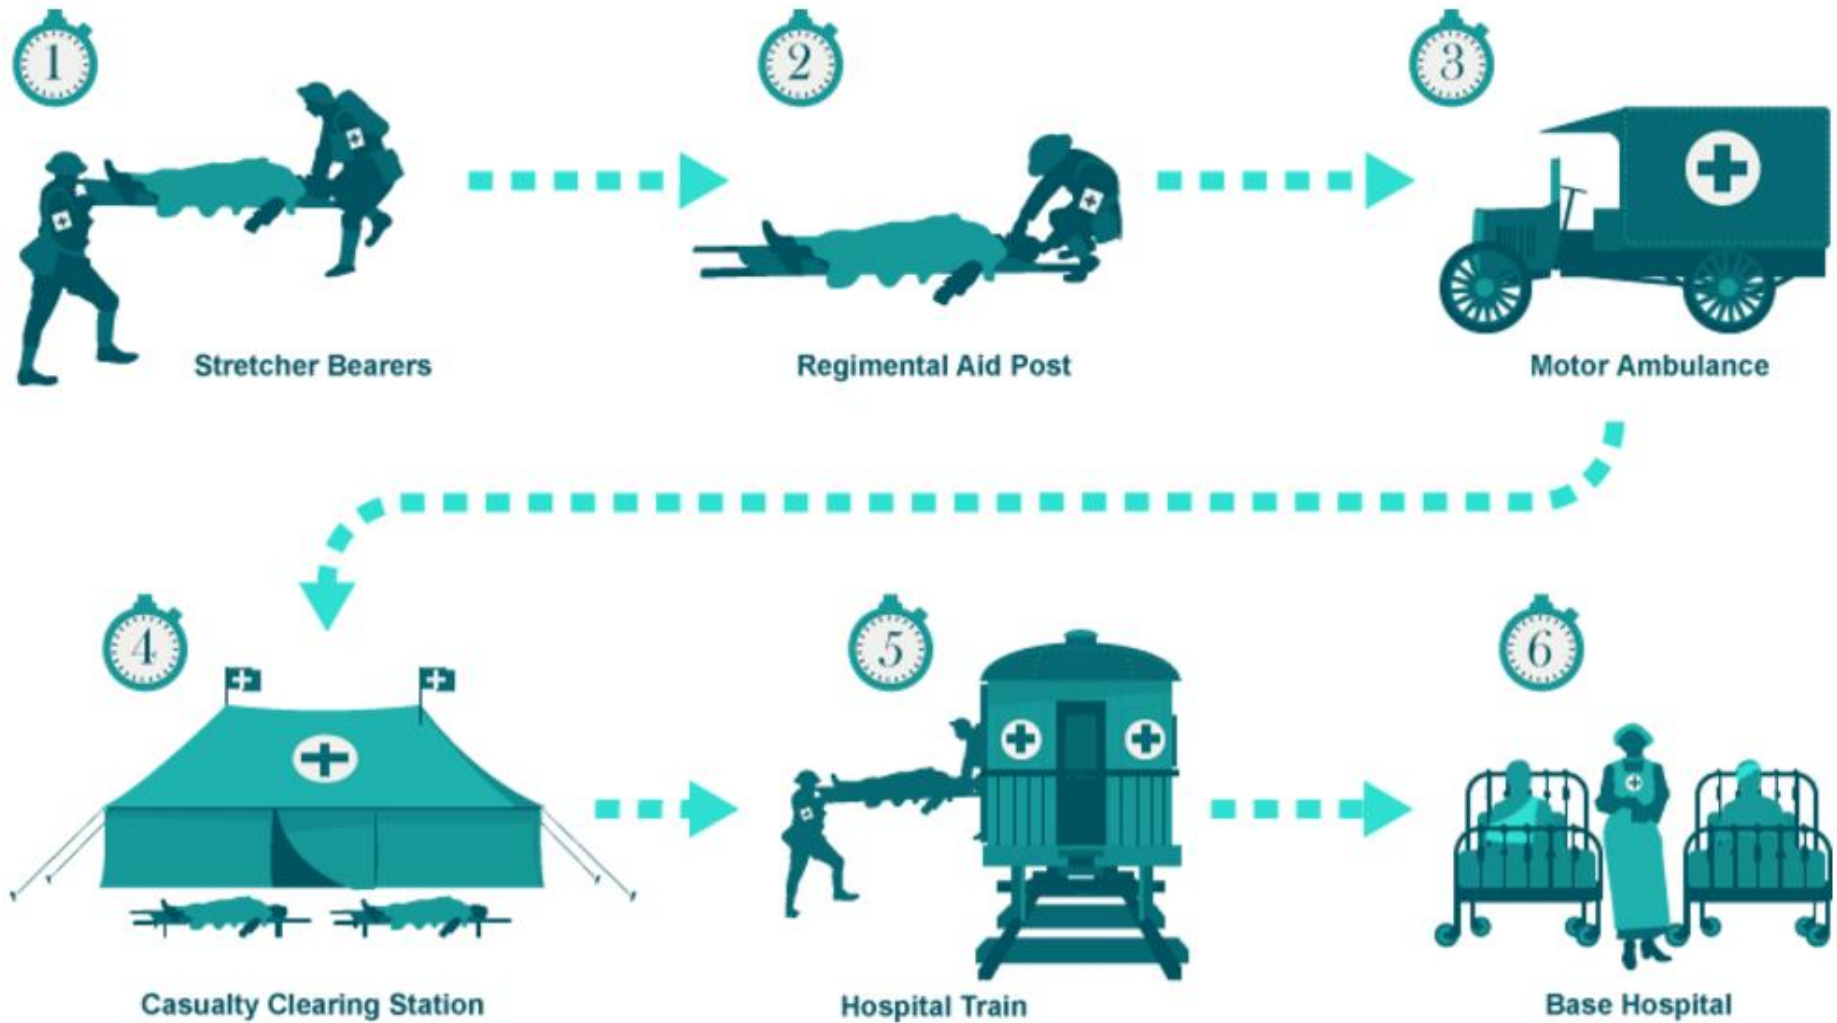 1
2
3
Stretcher Bearers
Regimental Aid Post
Motor Ambulance
4
5
6
Casualty Clearing Station
Hospital Train
Base Hospital